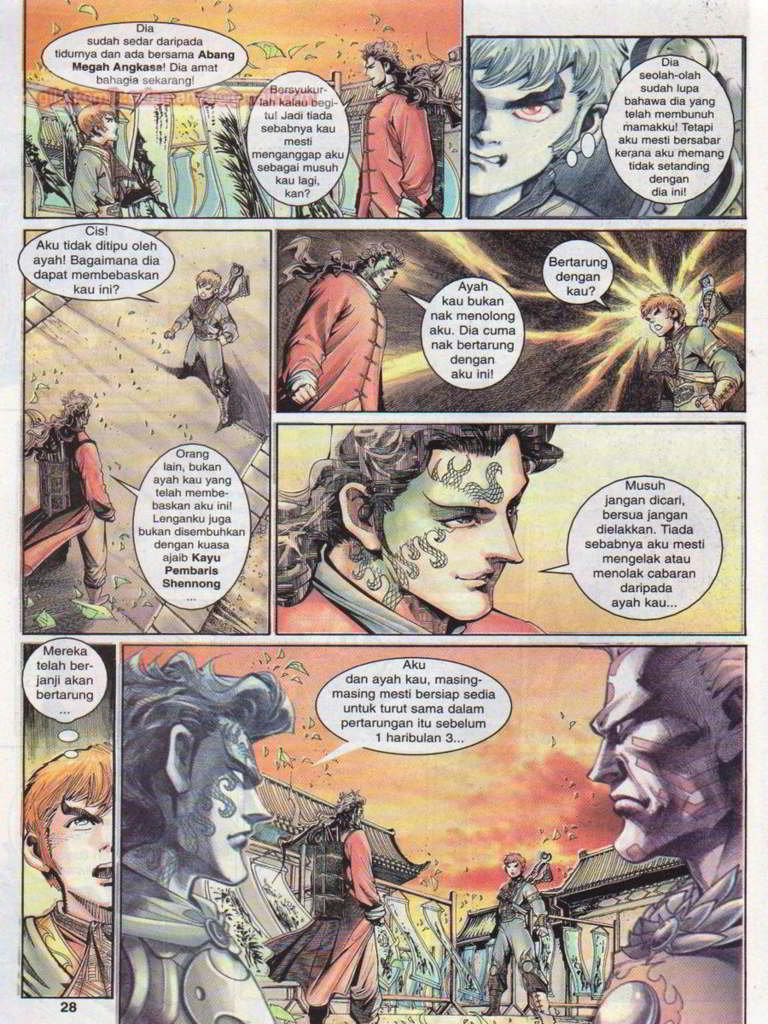 Dia
sudah sedar daripada
tidurnya dan ada bersama Abang
Megah Angkasa! Dia amat
bahagia sekarang!
Bersyukur-
lah kalau begi-
tu! Jadi tiada
sebabnya kau
mesti
menganggap aku
sebagai musuh
kau lagi,
kan?
Dia
seolah-olah
sudah lupa
bahawa dia yang
telah membunuh
mamakku! Tetapi
aku mesti bersabar
kerana aku memang
tidak setanding
dengan
dia ini!
Cis!
Aku tidak ditipu oleh
ayah! Bagaimana dia
dapat membebaskan
kau ini?
Orang
lain, bukan
ayah kau yang
telah membe-
baskan aku ini!
Lenganku juga
bukan disembuhkan
dengan kuasa
ajaib Kayu
Pembaris
Shennong
...
Ayah
kau bukan
nak menolong
aku. Dia cuma
nak bertarung
dengan
aku ini!
Bertarung
dengan
kau?
Musuh
jangan dicari,
bersua jangan
dielakkan. Tiada
sebabnya aku mesti
mengelak atau
menolak cabaran
daripada
ayah kau...
Mereka
telah ber-
janji akan
bertarung
...
Aku
dan ayah kau, masing-
masing mesti bersiap sedia
untuk turut sama dalam
pertarungan itu sebelum
1 haribulan 3...
28